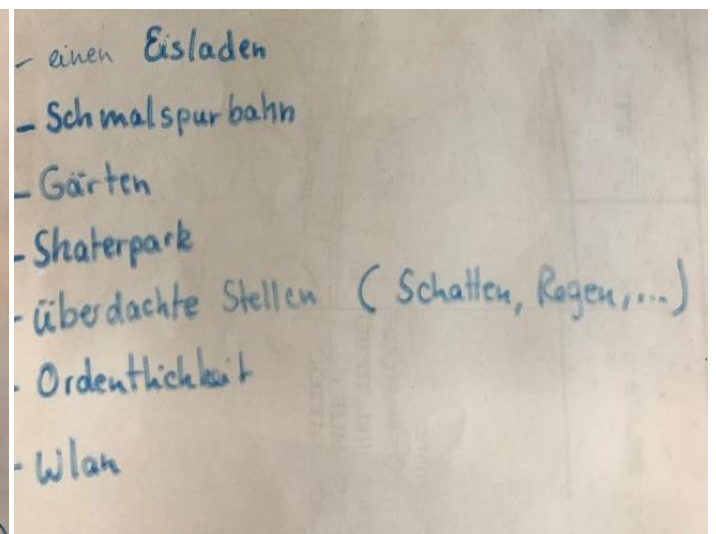 - einen Eisladen
- Schmalspurbahn
- Gärten
- Skaterpark
- überdachte Stellen (Schatten, Regen,...)
- Ordentlichkeit
- Wlan